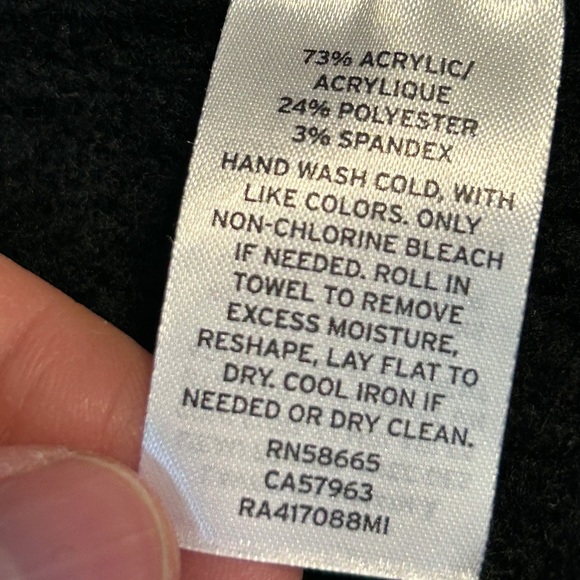 73% ACRYLIC/
ACRYLIQUE
24% POLYESTER
3% SPANDEX
HAND WASH COLD, WITH
LIKE COLORS. ONLY
NON-CHLORINE BLEACH
IF NEEDED. ROLL IN
TOWEL TO REMOVE
EXCESS MOISTURE,
RESHAPE, LAY FLAT TO
DRY. COOL IRON IF
NEEDED OR DRY CLEAN.
RN58665
CA57963
RA417088MI